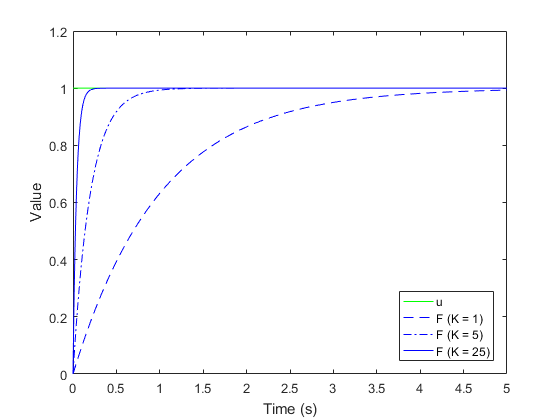 1.2
1
0.8
0.6
0.4
0.2
0
Value
0 0.5 1 1.5 2 2.5 3 3.5 4 4.5 5
Time (s)
u
F (K = 1)
F (K = 5)
F (K = 25)